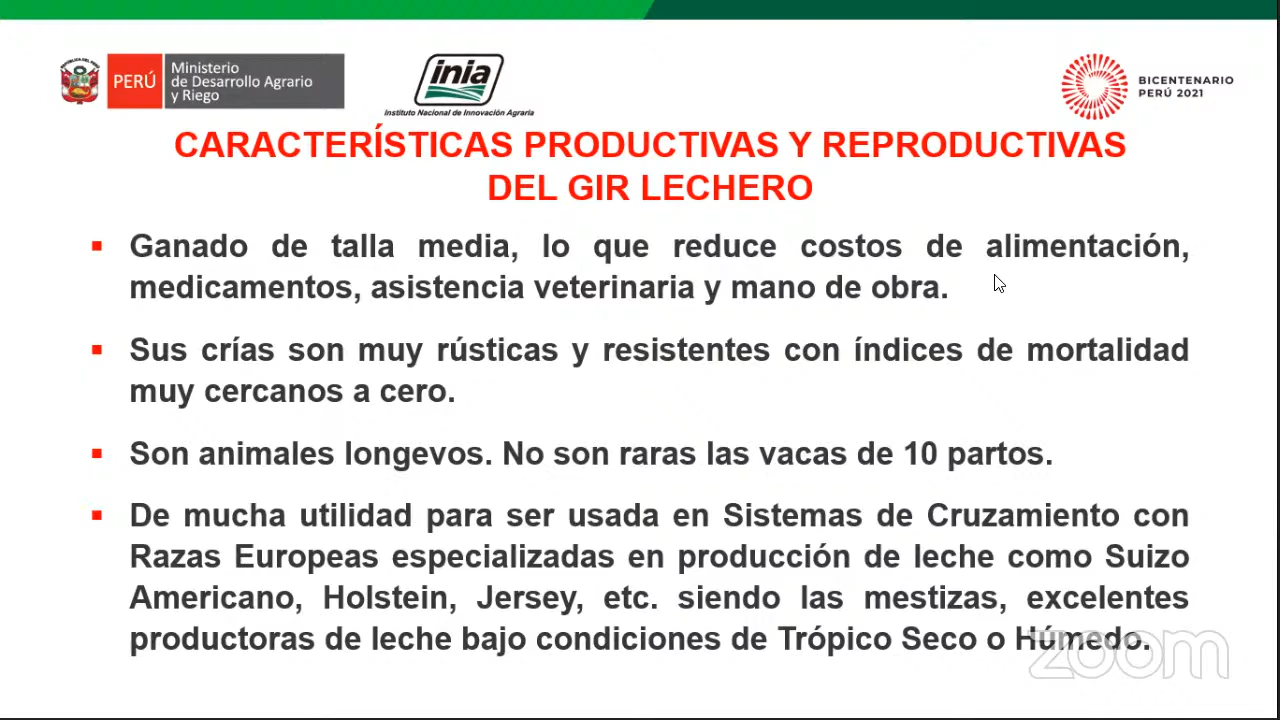 PERÚ
Ministerio
de Desarrollo Agrario
y Riego
inia
Instituto Nacional de Innovación Agraria
BICENTENARIO
PERÚ 2021
CARACTERÍSTICAS PRODUCTIVAS Y REPRODUCTIVAS
DEL GIR LECHERO
▪ Ganado de talla media, lo que reduce costos de alimentación,
medicamentos, asistencia veterinaria y mano de obra.
▪ Sus crías son muy rústicas y resistentes con índices de mortalidad
muy cercanos a cero.
▪ Son animales longevos. No son raras las vacas de 10 partos.
▪ De mucha utilidad para ser usada en Sistemas de Cruzamiento con
Razas Europeas especializadas en producción de leche como Suizo
Americano, Holstein, Jersey, etc. siendo las mestizas, excelentes
productoras de leche bajo condiciones de Trópico Seco o Húmedo.
zoom